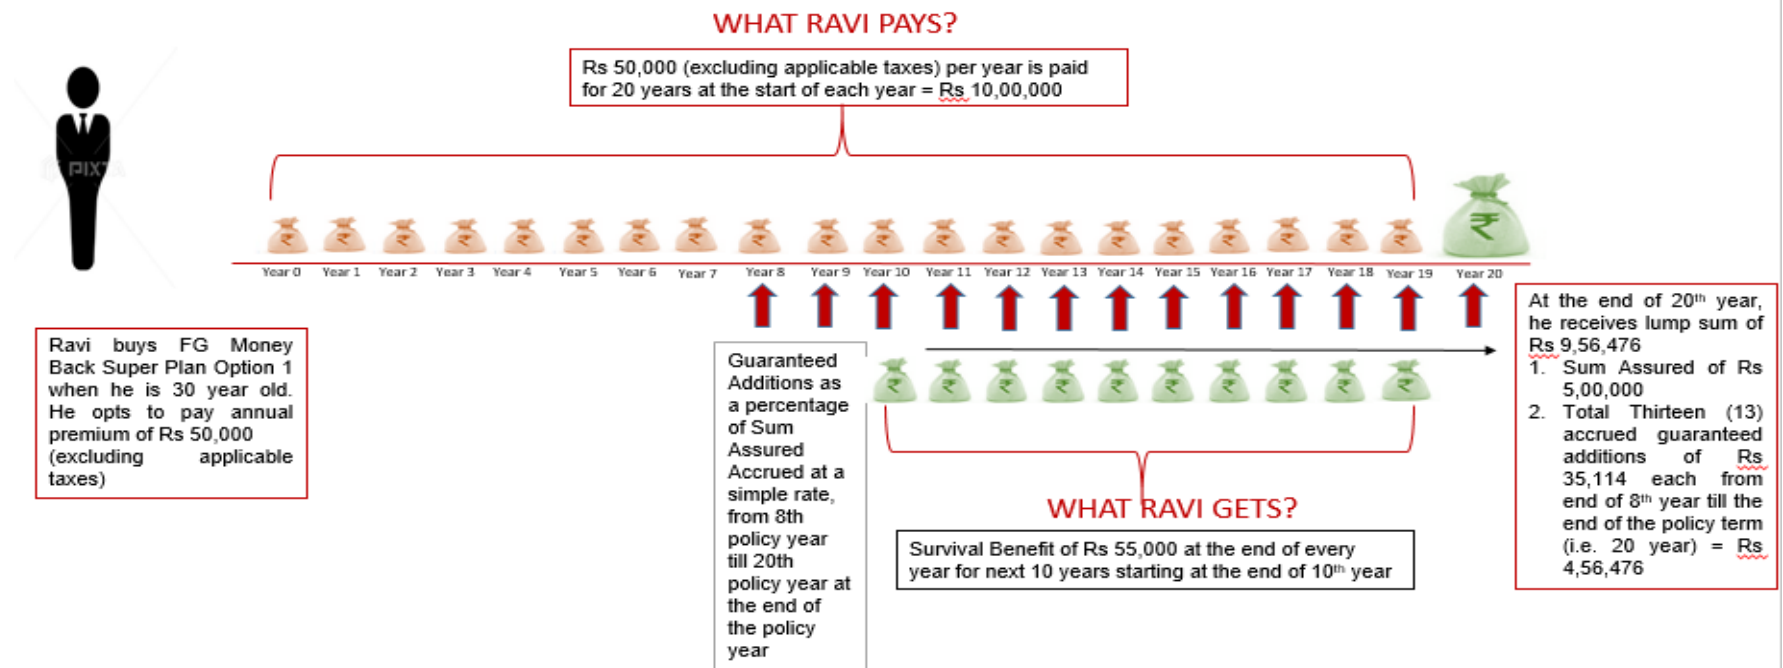 WHAT RAVI PAYS?
Rs 50,000 (excluding applicable taxes) per year is paid
for 20 years at the start of each year = Rs 10,00,000
PIXTA
₹ ₹ ₹ ₹ ₹ ₹ ₹ ₹ ₹ ₹ ₹ ₹ ₹ ₹ ₹ ₹ ₹ ₹ ₹ ₹ ₹
Year 0 Year 1 Year 2 Year 3 Year 4 Year 5 Year 6 Year 7 Year 8 Year 9 Year 10 Year 11 Year 12 Year 13 Year 14 Year 15 Year 16 Year 17 Year 18 Year 19 Year 20
Ravi buys FG Money
Back Super Plan Option 1
when he is 30 year old.
He opts to pay annual
premium of Rs 50,000
(excluding applicable
taxes)
Guaranteed
Additions as
a percentage
of Sum
Assured
Accrued at a
simple rate,
from 8th
policy year
till 20th
policy year at
the end of
the policy
year
₹ ₹ ₹ ₹ ₹ ₹ ₹ ₹ ₹ ₹
WHAT RAVI GETS?
Survival Benefit of Rs 55,000 at the end of every
year for next 10 years starting at the end of 10th year
At the end of 20th year,
he receives lump sum of
Rs 9,56,476
1. Sum Assured of Rs
5,00,000
2. Total Thirteen (13)
accrued guaranteed
additions of Rs
35,114 each from
end of 8th year till the
end of the policy term
(i.e. 20 year) = Rs
4,56,476